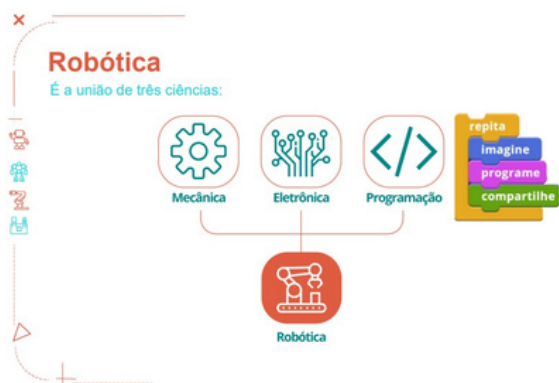 Robótica
É a união de três ciências:
Mecânica
Eletrônica
Programação
repita
imagine
programe
compartilhe
Robótica